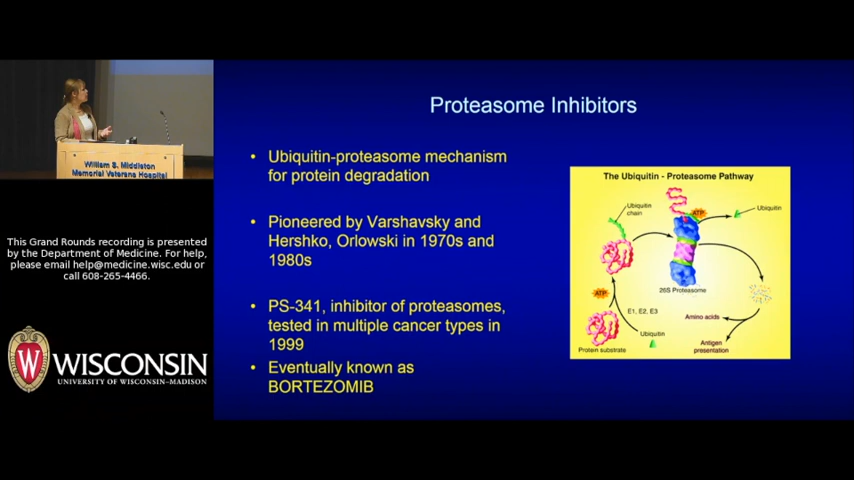 Proteasome Inhibitors
• Ubiquitin-proteasome mechanism
for protein degradation
• Pioneered by Varshavsky and
Hershko, Orlowski in 1970s and
1980s
• PS-341, inhibitor of proteasomes,
tested in multiple cancer types in
1999
• Eventually known as
BORTEZOMIB
The Ubiquitin - Proteasome Pathway
Ubiquitin
chain
ATP
Ubiquitin
26S Proteasome
ATP
E1, E2, E3
Amino acids
Ubiquitin
Antigen
presentation
Protein substrate
William S. Middleton
Memorial Veterans Hospital
This Grand Rounds recording is presented
by the Department of Medicine. For help,
please email help@medicine.wisc.edu or
call 608-265-4466.
W
WISCONSIN
UNIVERSITY OF WISCONSIN–MADISON